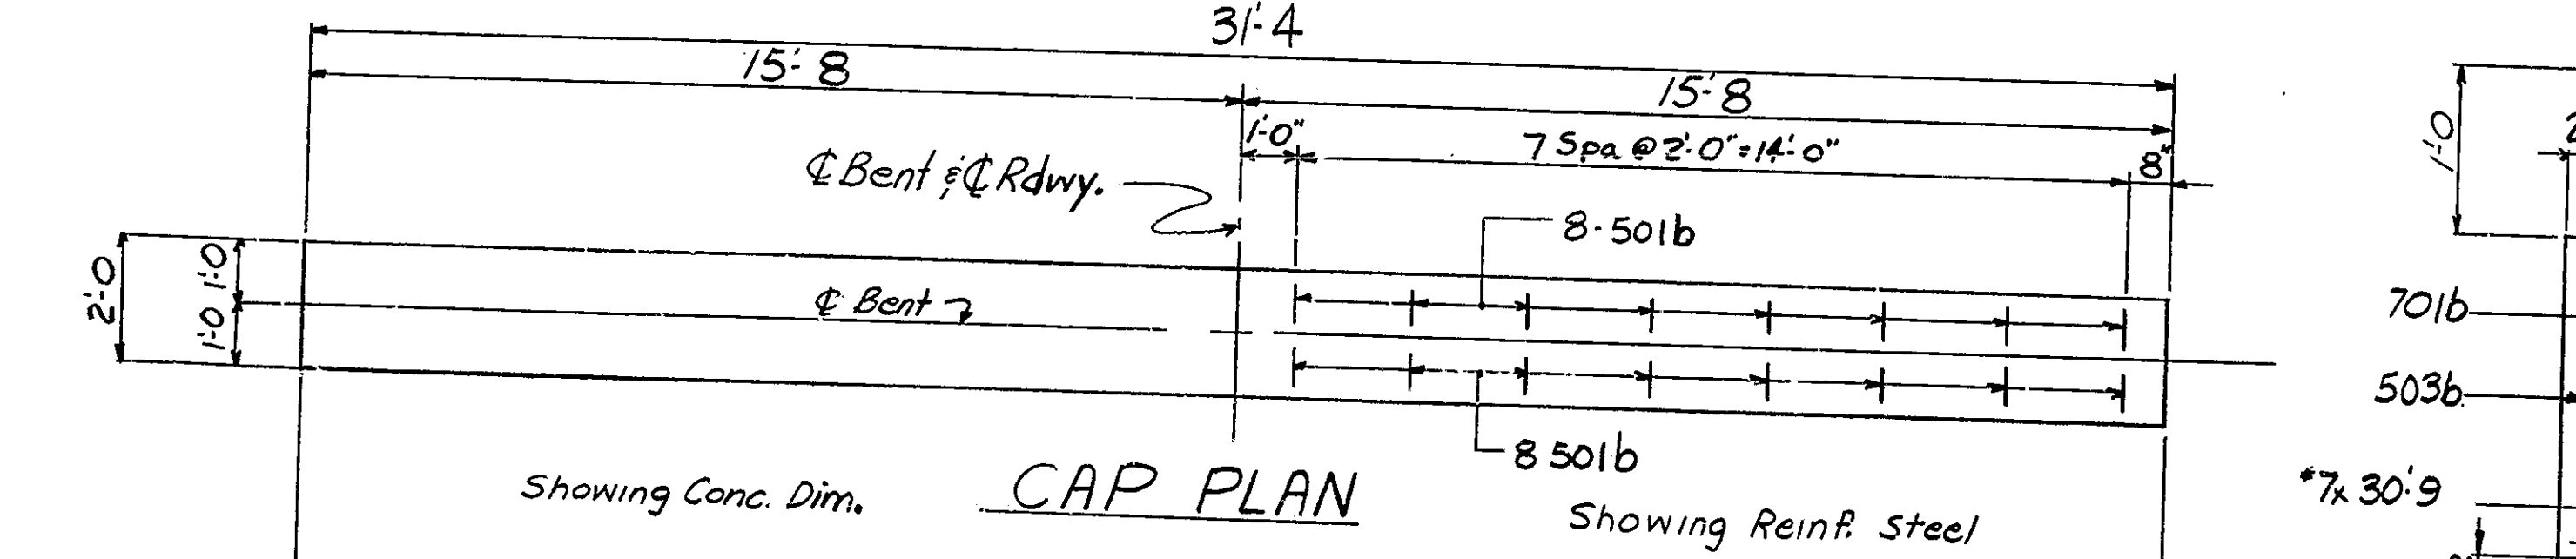 31'-4
15'-8
15'-8
1'-0"
7 Spa @ 2'-0" = 14'-0"
8"
℄ Bent & ℄ Rdwy.
8-501b
2'-0
1'-0
1'-0
℄ Bent
8 501b
Showing Conc. Dim.
CAP PLAN
Showing Reinf. Steel
1'-0
701b
503b
#7x 30'-9